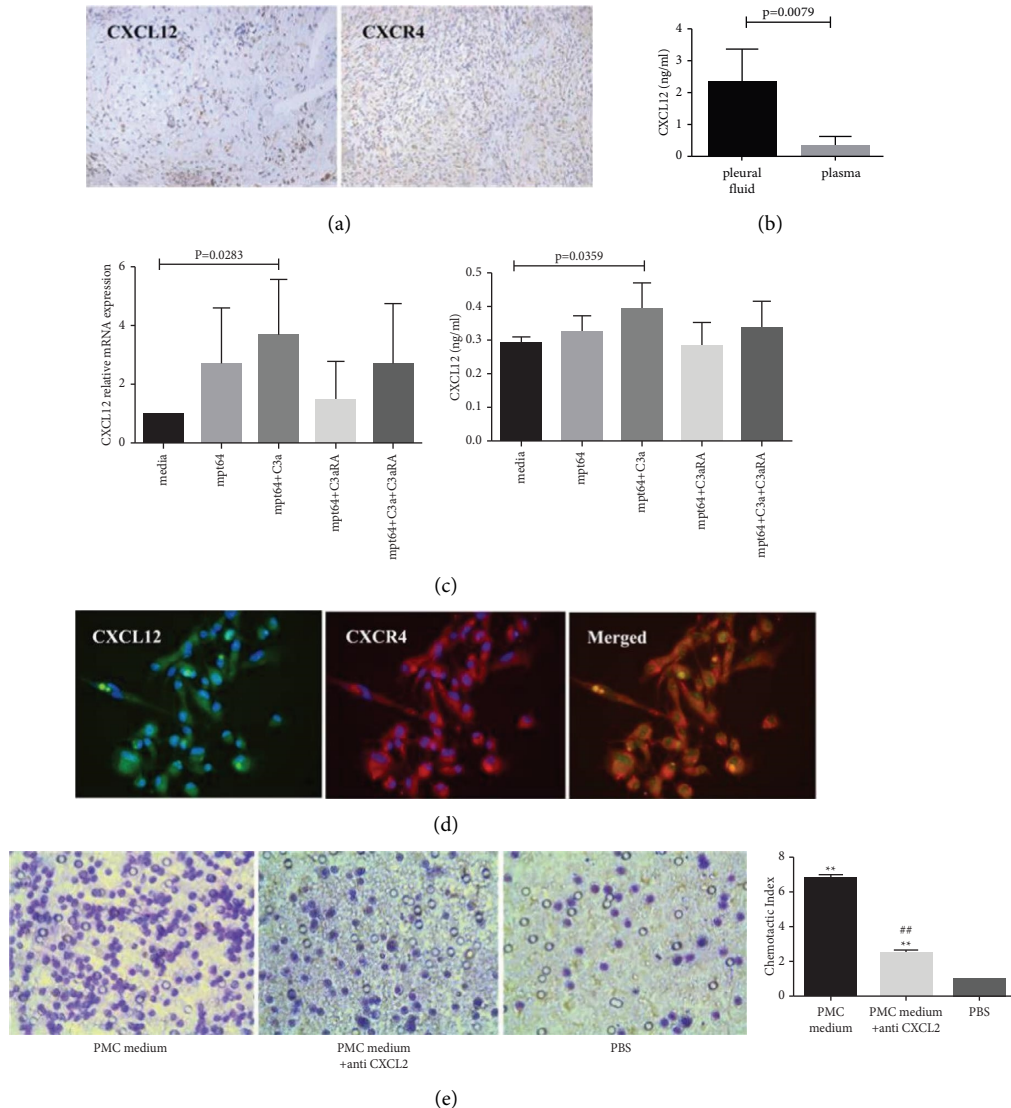 CXCL12
CXCR4
p=0.0079
CXCL12 (ng/ml)
4
3
2
1
0
pleural
fluid
plasma
(a)
(b)
P=0.0283
CXCL12 relative mRNA expression
6
4
2
0
media
mpt64
mpt64+C3a
mpt64+C3aRA
mpt64+C3a+C3aRA
p=0.0359
CXCL12 (ng/ml)
0.5
0.4
0.3
0.2
0.1
0.0
media
mpt64
mpt64+C3a
mpt64+C3aRA
mpt64+C3a+C3aRA
(c)
CXCL12
CXCR4
Merged
(d)
PMC medium
PMC medium
+anti CXCL2
PBS
Chemotactic Index
8
6
4
2
0
**
##
**
PMC
medium
PMC medium
+anti CXCL2
PBS
(e)